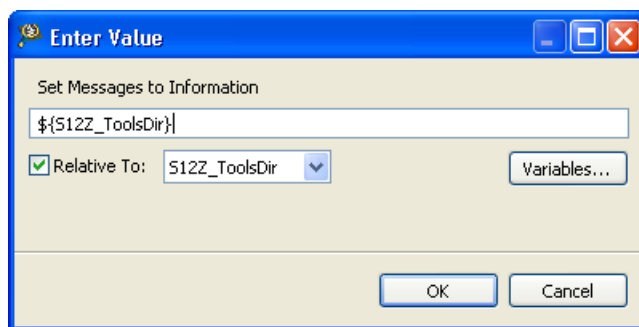 Enter Value
Set Messages to Information
${S12Z_ToolsDir}
Relative To: S12Z_ToolsDir Variables...
OK Cancel